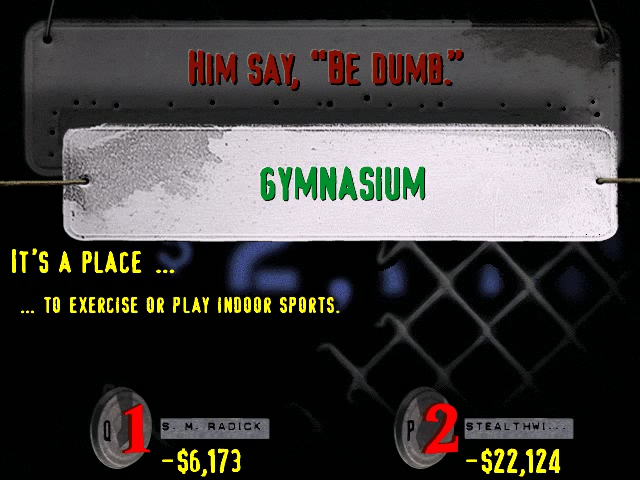 HIM SAY, "BE DUMB."
GYMNASIUM
IT'S A PLACE ...
... TO EXERCISE OR PLAY INDOOR SPORTS.
Q 1 S. M. RADICK
-$6,173
P 2 STEALTHWI...
-$22,124